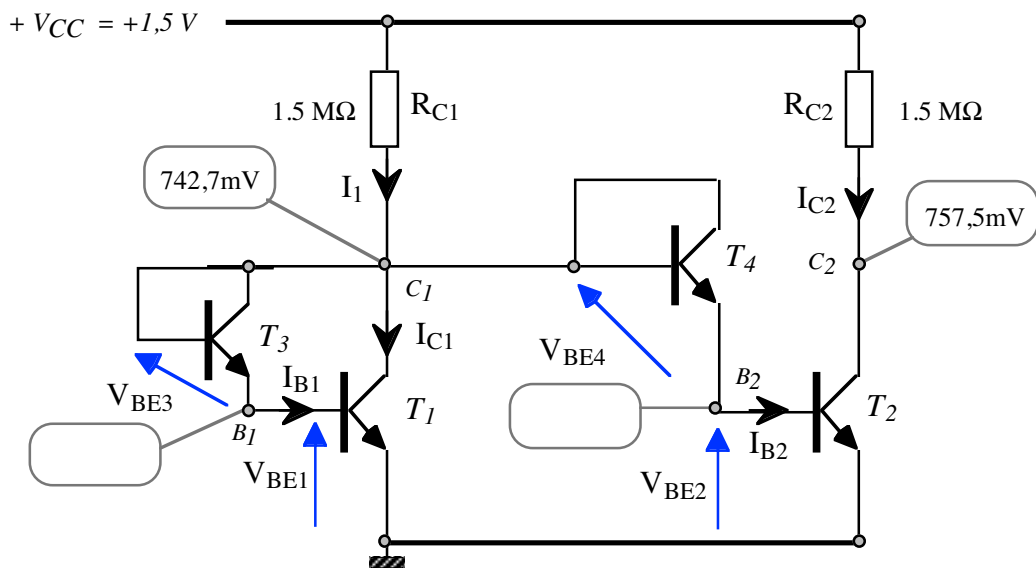 + VCC = +1,5 V
1.5 MΩ
RC1
RC2
1.5 MΩ
742,7mV
I1
IC2
757,5mV
T4
C2
C1
T3
IC1
VBE4
VBE3
IB1
B2
B1
T1
T2
IB2
VBE1
VBE2